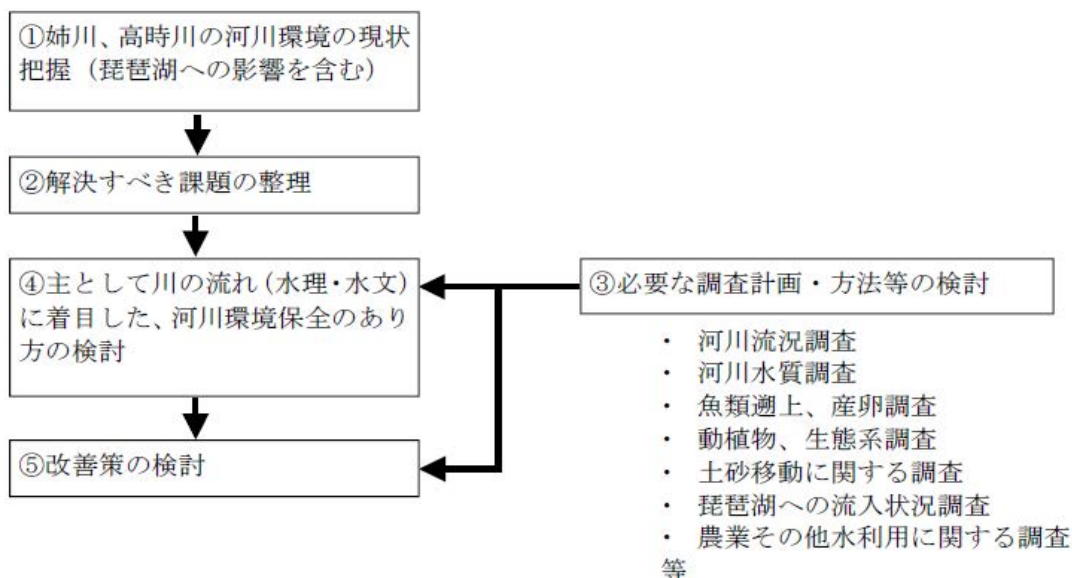 ①姉川、高時川の河川環境の現状
把握（琵琶湖への影響を含む）
②解決すべき課題の整理
④主として川の流れ（水理・水文）
に着目した、河川環境保全のあり
方の検討
⑤改善策の検討
③必要な調査計画・方法等の検討
・ 河川流況調査
・ 河川水質調査
・ 魚類遡上、産卵調査
・ 動植物、生態系調査
・ 土砂移動に関する調査
・ 琵琶湖への流入状況調査
・ 農業その他水利用に関する調査
等